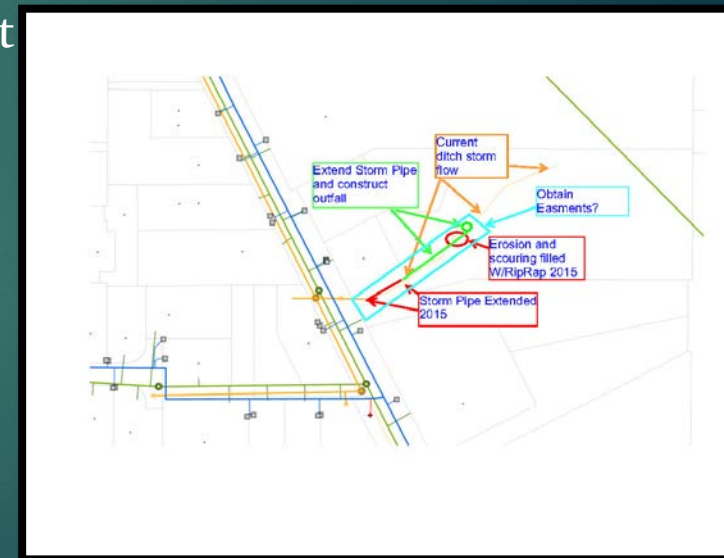 t
Current
ditch storm
flow
Extend Storm Pipe
and construct
outfall
Obtain
Easments?
Erosion and
scouring filled
W/RipRap 2015
Storm Pipe Extended
2015